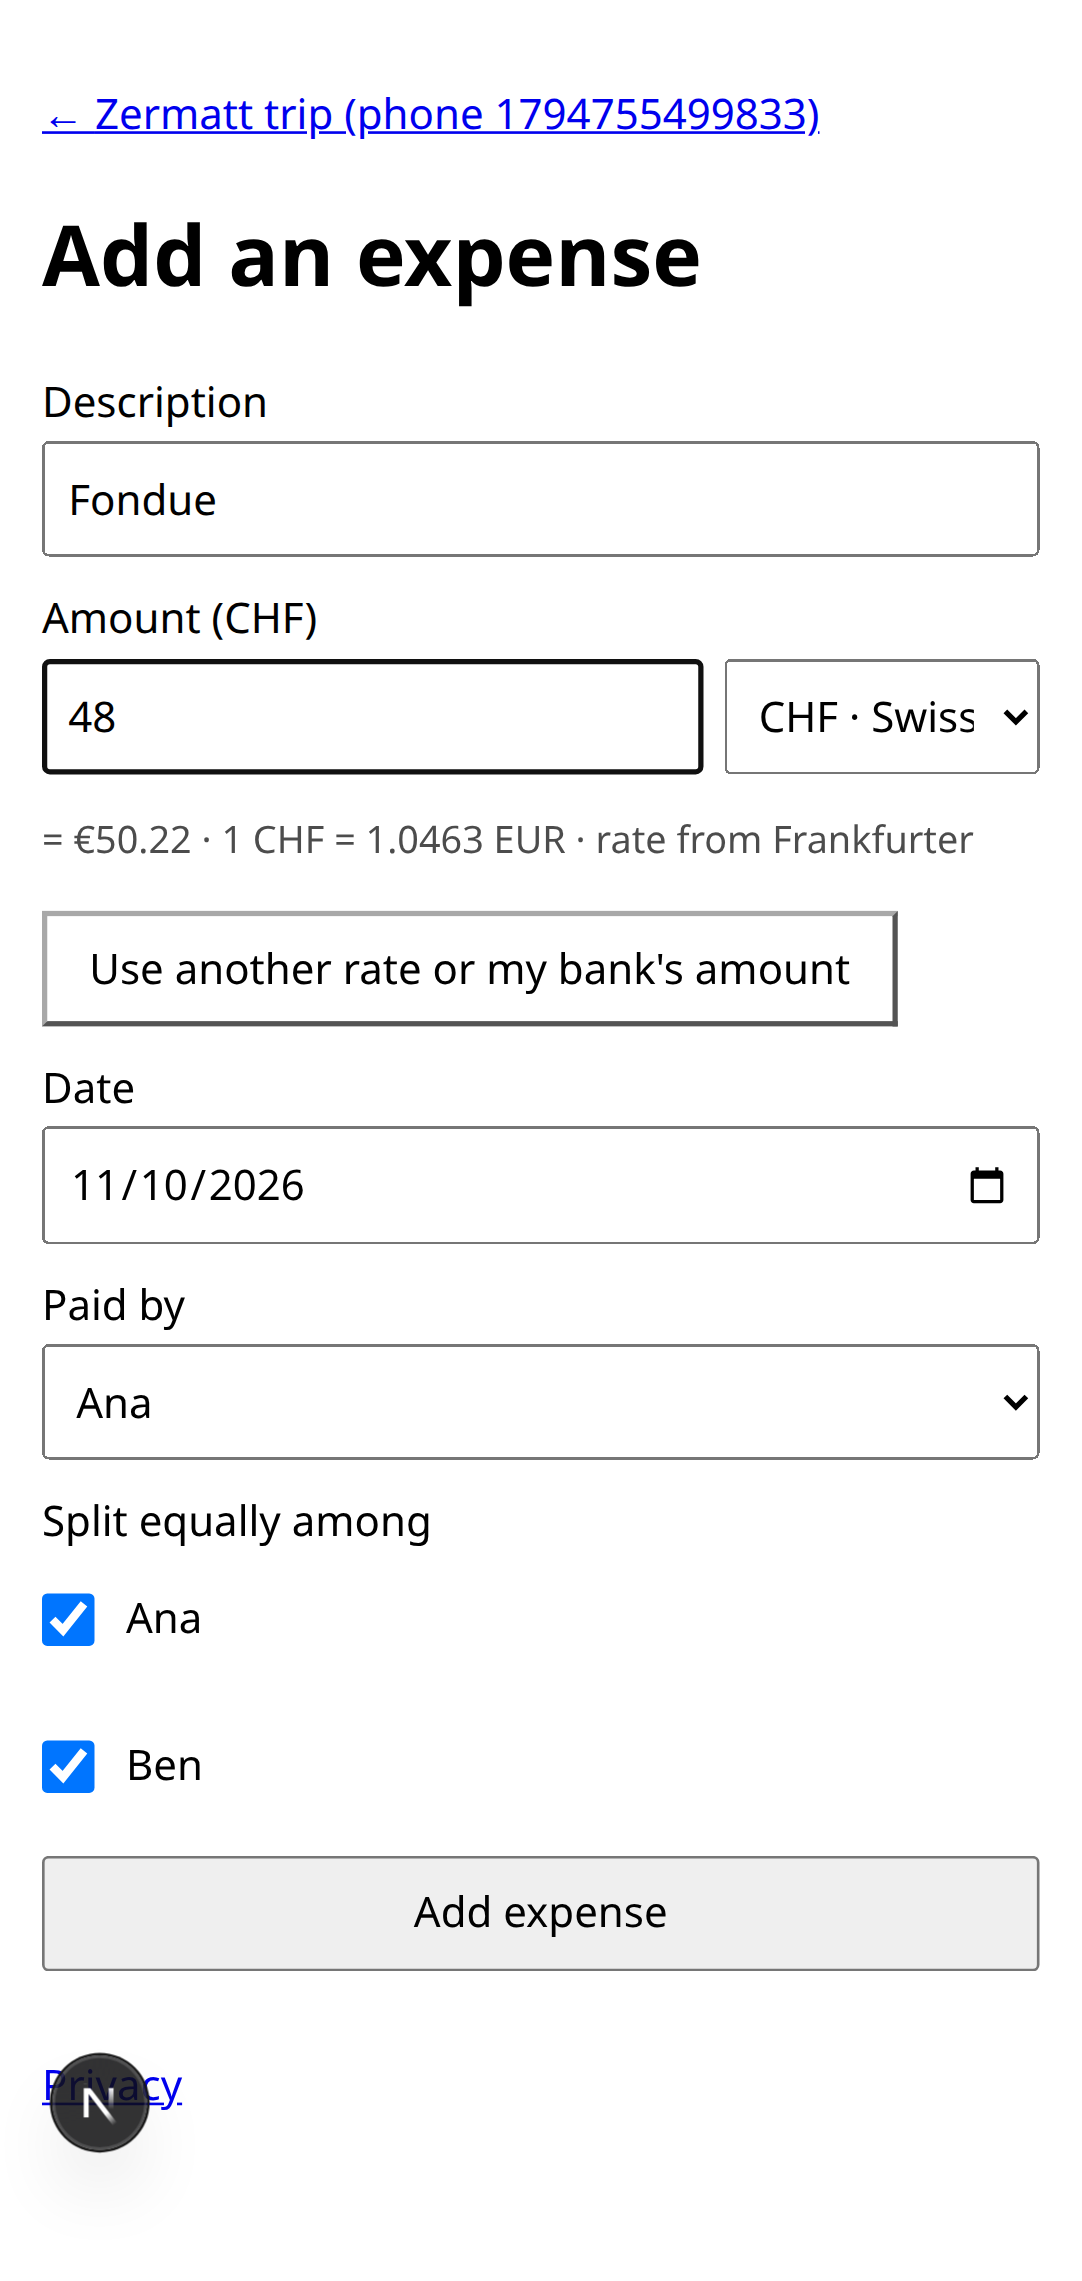 ← Zermatt trip (phone 1794755499833)
Add an expense
Description
Fondue
Amount (CHF)
48
CHF · Swiss
= €50.22 · 1 CHF = 1.0463 EUR · rate from Frankfurter
Use another rate or my bank's amount
Date
11/10/2026
Paid by
Ana
Split equally among
Ana
Ben
Add expense
Privacy
N